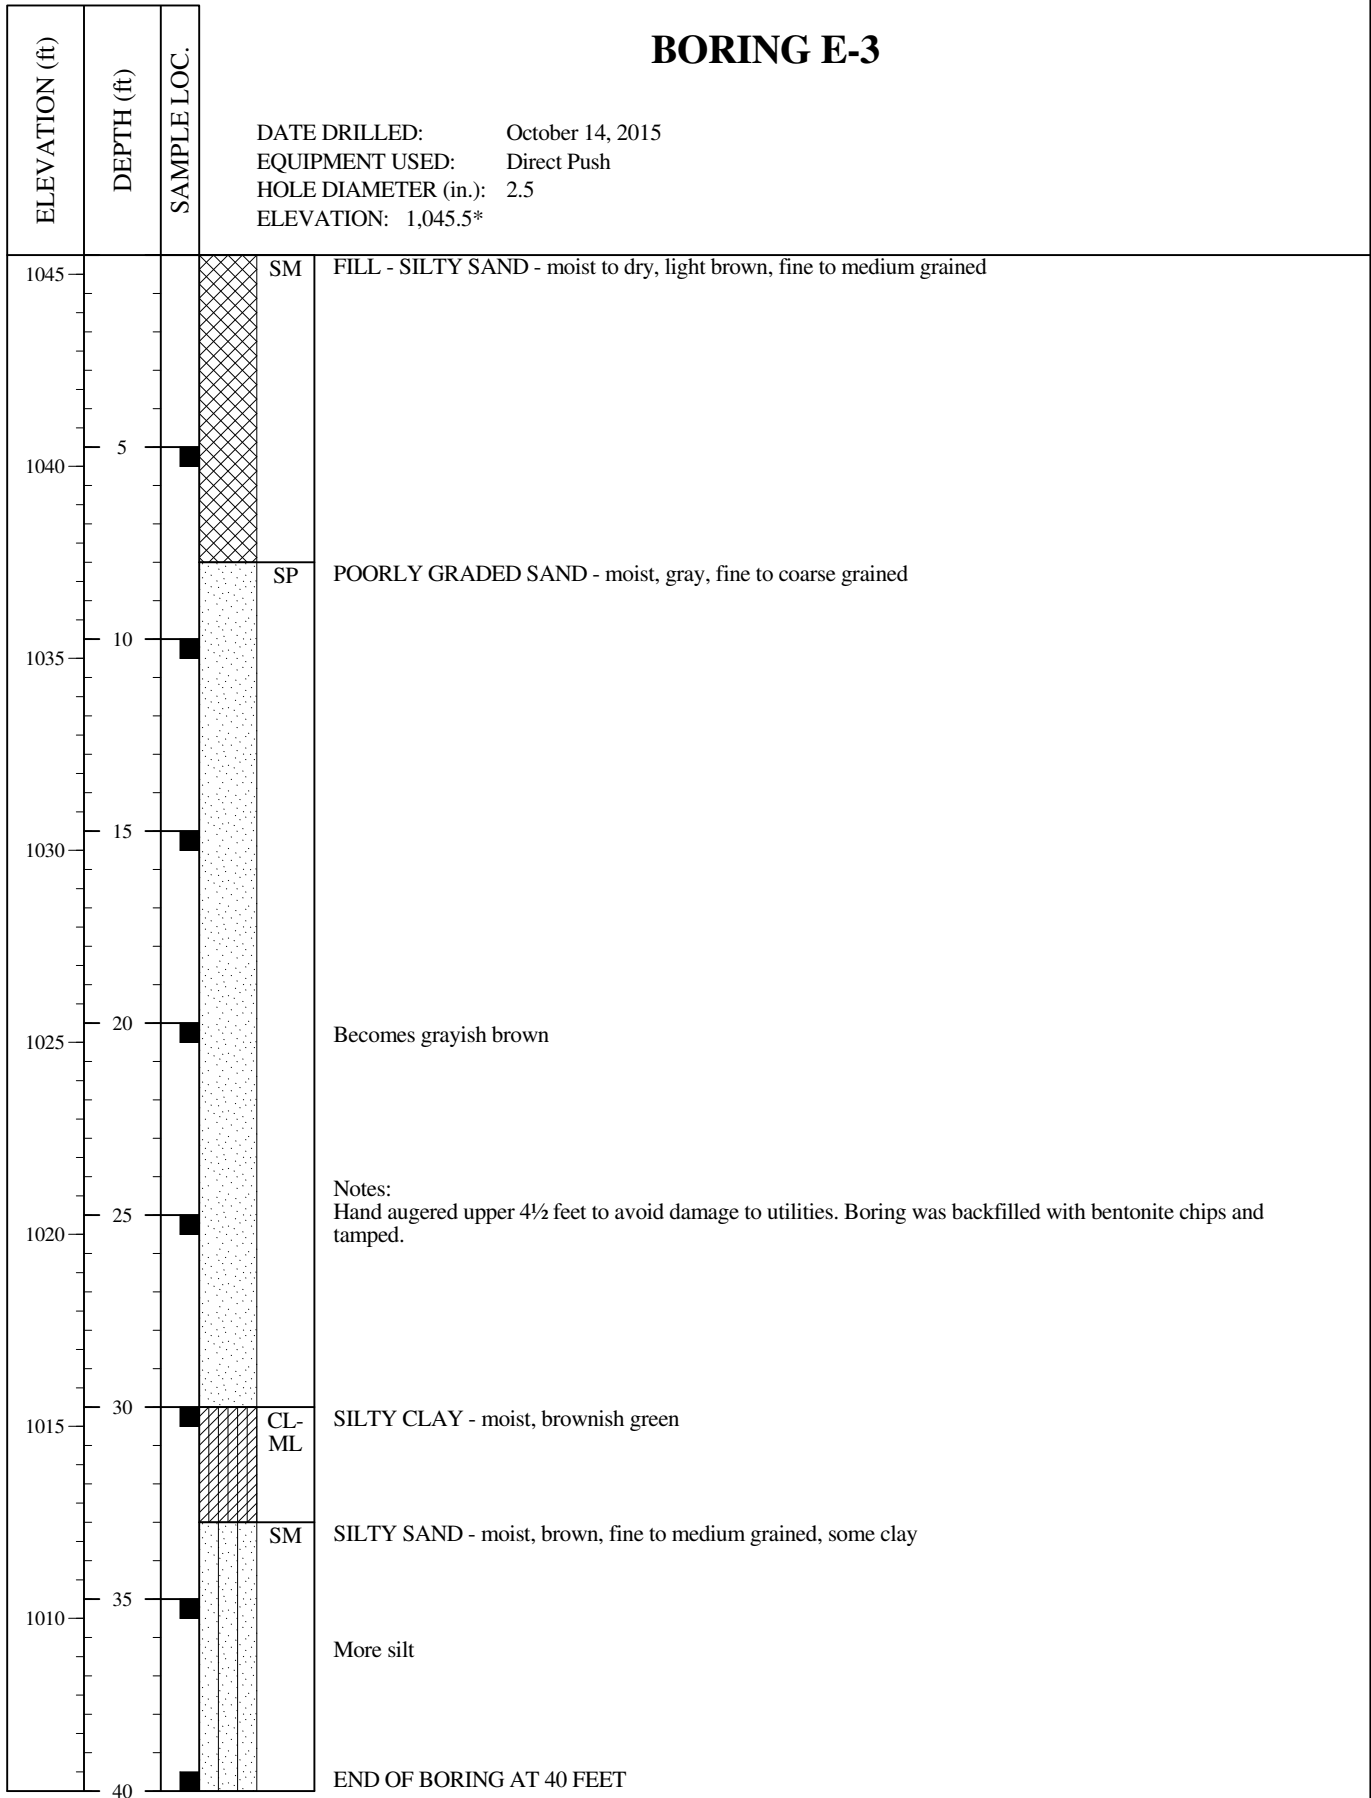 BORING E-3
ELEVATION (ft)
DEPTH (ft)
SAMPLE LOC.
DATE DRILLED: October 14, 2015
EQUIPMENT USED: Direct Push
HOLE DIAMETER (in.): 2.5
ELEVATION: 1,045.5*
1045
SM FILL - SILTY SAND - moist to dry, light brown, fine to medium grained
5
1040
SP POORLY GRADED SAND - moist, gray, fine to coarse grained
10
1035
15
1030
20
1025
Becomes grayish brown
Notes:
25
Hand augered upper 4½ feet to avoid damage to utilities. Boring was backfilled with bentonite chips and
tamped.
1020
30
1015
CL- SILTY CLAY - moist, brownish green
ML
SM SILTY SAND - moist, brown, fine to medium grained, some clay
35
1010
More silt
END OF BORING AT 40 FEET
40